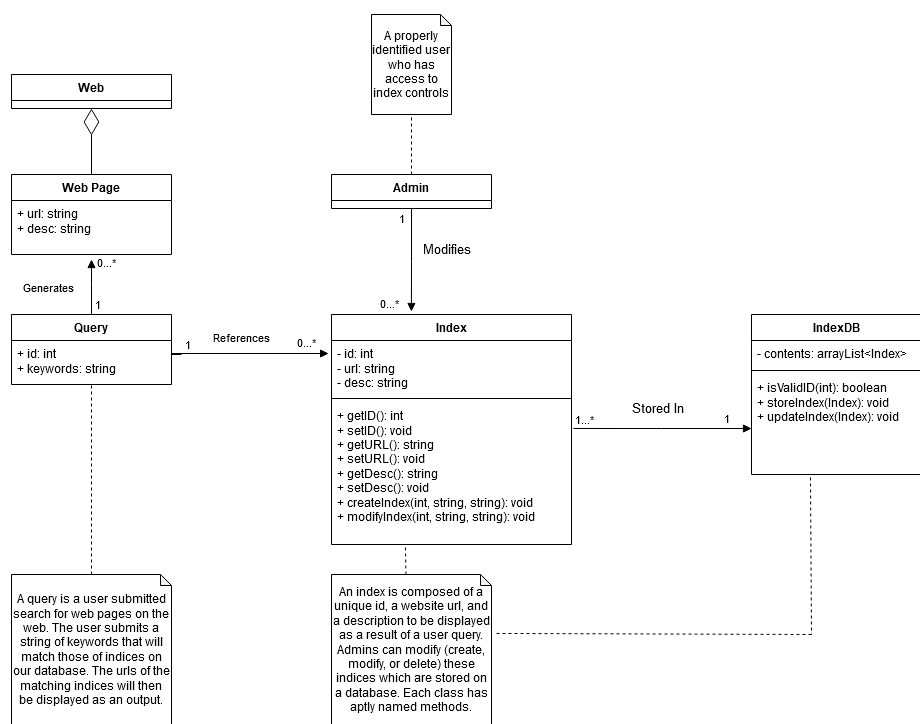 A properly
identified user
who has
access to
index controls
Web
Web Page
+ url: string
+ desc: string
Admin
1
Modifies
0...*
0...*
Generates
1
Query
+ id: int
+ keywords: string
1
References
0...*
Index
- id: int
- url: string
- desc: string
+ getID(): int
+ setID(): void
+ getURL(): string
+ setURL(): void
+ getDesc(): string
+ setDesc(): void
+ createIndex(int, string, string): void
+ modifyIndex(int, string, string): void
1...*
Stored In
1
IndexDB
- contents: arrayList<Index>
+ isValidID(int): boolean
+ storeIndex(Index): void
+ updateIndex(Index): void
A query is a user submitted
search for web pages on the
web. The user submits a
string of keywords that will
match those of indices on
our database. The urls of the
matching indices will then
be displayed as an output.
An index is composed of a
unique id, a website url, and
a description to be displayed
as a result of a user query.
Admins can modify (create,
modify, or delete) these
indices which are stored on
a database. Each class has
aptly named methods.